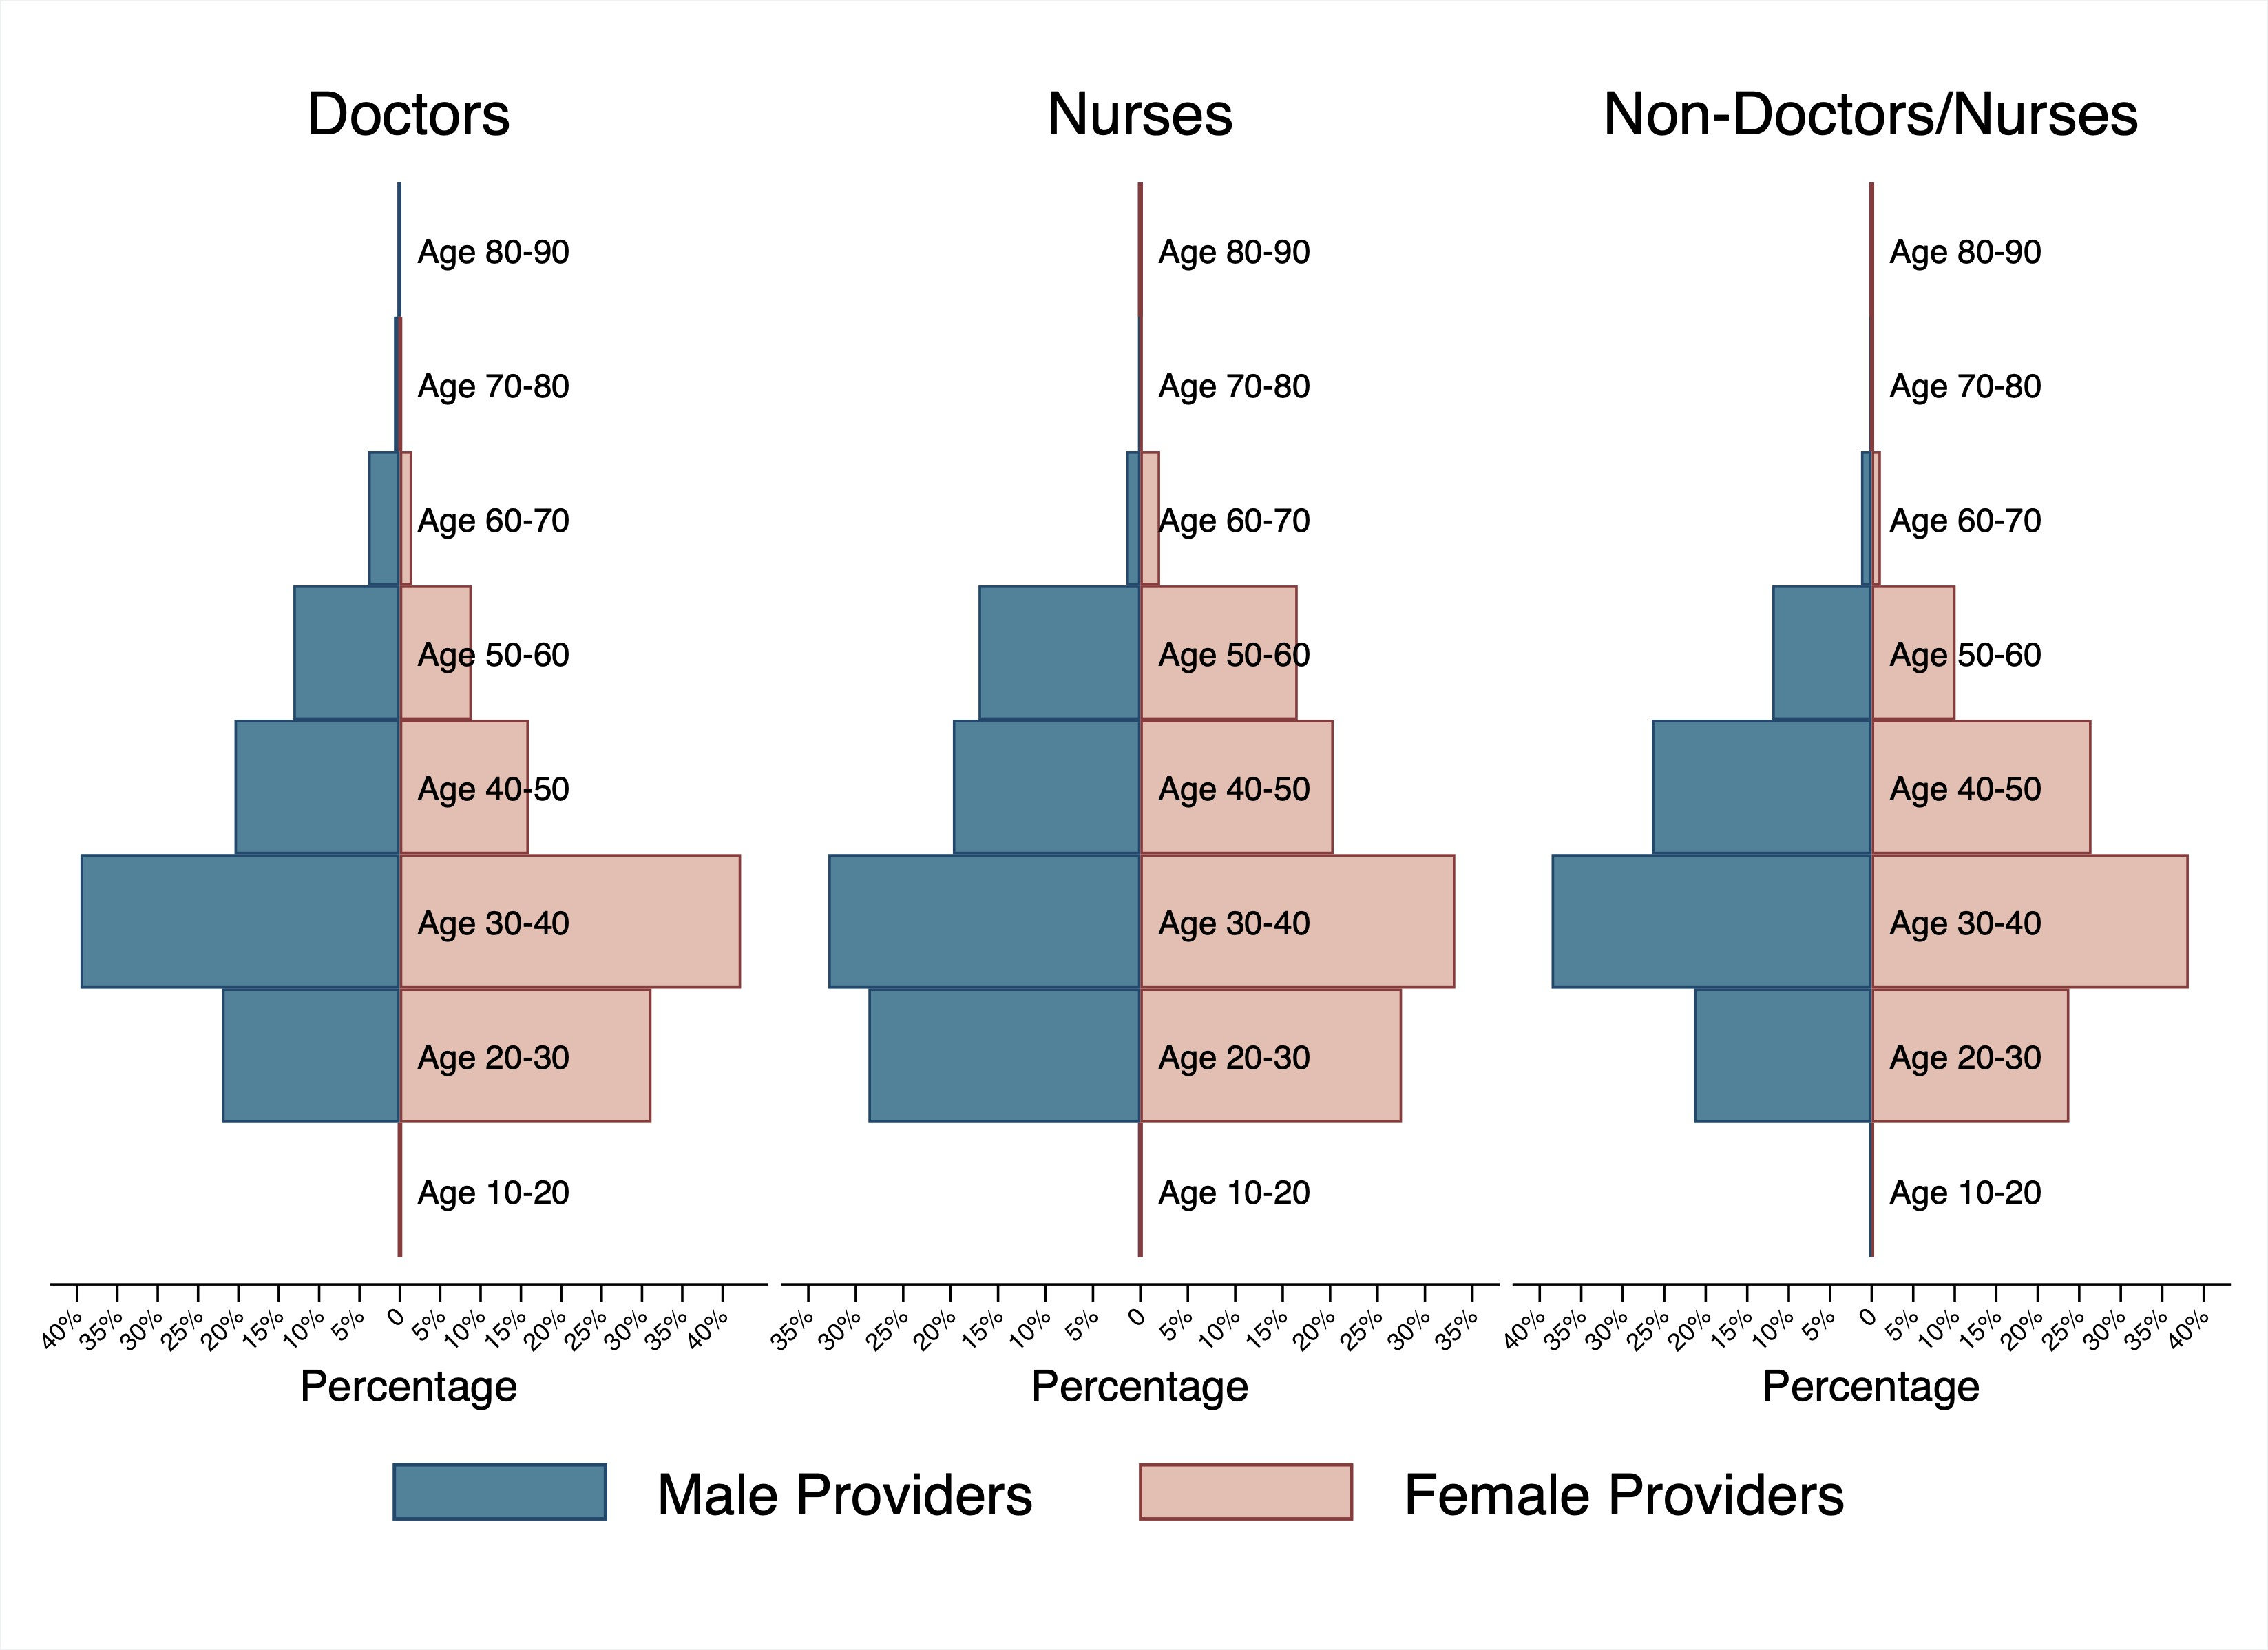 Doctors
Age 80-90
Age 70-80
Age 60-70
Age 50-60
Age 40-50
Age 30-40
Age 20-30
Age 10-20
40% 35% 30% 25% 20% 15% 10% 5% 0 5% 10% 15% 20% 25% 30% 35% 40%
Percentage
Nurses
Age 80-90
Age 70-80
Age 60-70
Age 50-60
Age 40-50
Age 30-40
Age 20-30
Age 10-20
35% 30% 25% 20% 15% 10% 5% 0 5% 10% 15% 20% 25% 30% 35%
Percentage
Non-Doctors/Nurses
Age 80-90
Age 70-80
Age 60-70
Age 50-60
Age 40-50
Age 30-40
Age 20-30
Age 10-20
40% 35% 30% 25% 20% 15% 10% 5% 0 5% 10% 15% 20% 25% 30% 35% 40%
Percentage
Male Providers
Female Providers